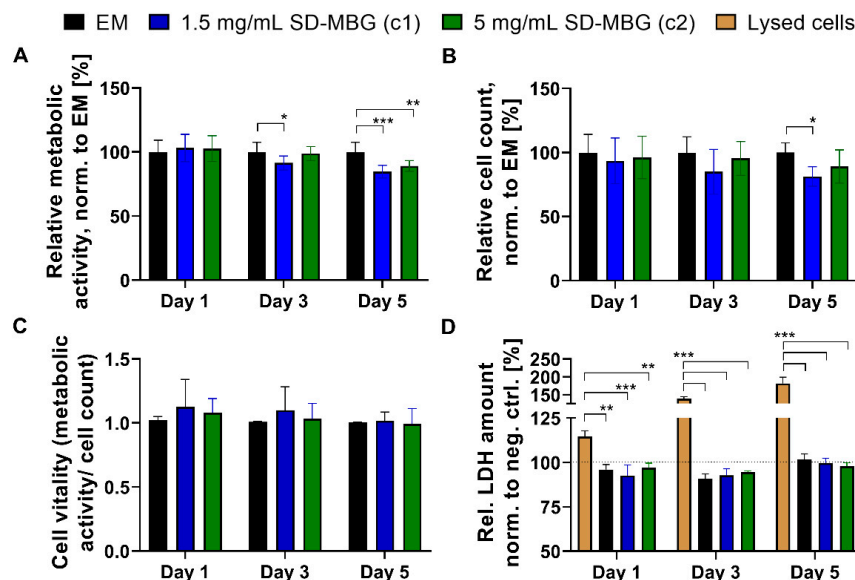 EM 1.5 mg/mL SD-MBG (c1) 5 mg/mL SD-MBG (c2) Lysed cells
A
Relative metabolic
activity, norm. to EM [%]
150
100
50
0
*
***
**
Day 1 Day 3 Day 5
B
Relative cell count,
norm. to EM [%]
150
100
50
0
*
Day 1 Day 3 Day 5
C
Cell vitality (metabolic
activity/ cell count)
1.5
1.0
0.5
0.0
Day 1 Day 3 Day 5
D
Rel. LDH amount
norm. to neg. ctrl. [%]
250
200
150
125
100
75
50
**
***
**
***
***
Day 1 Day 3 Day 5